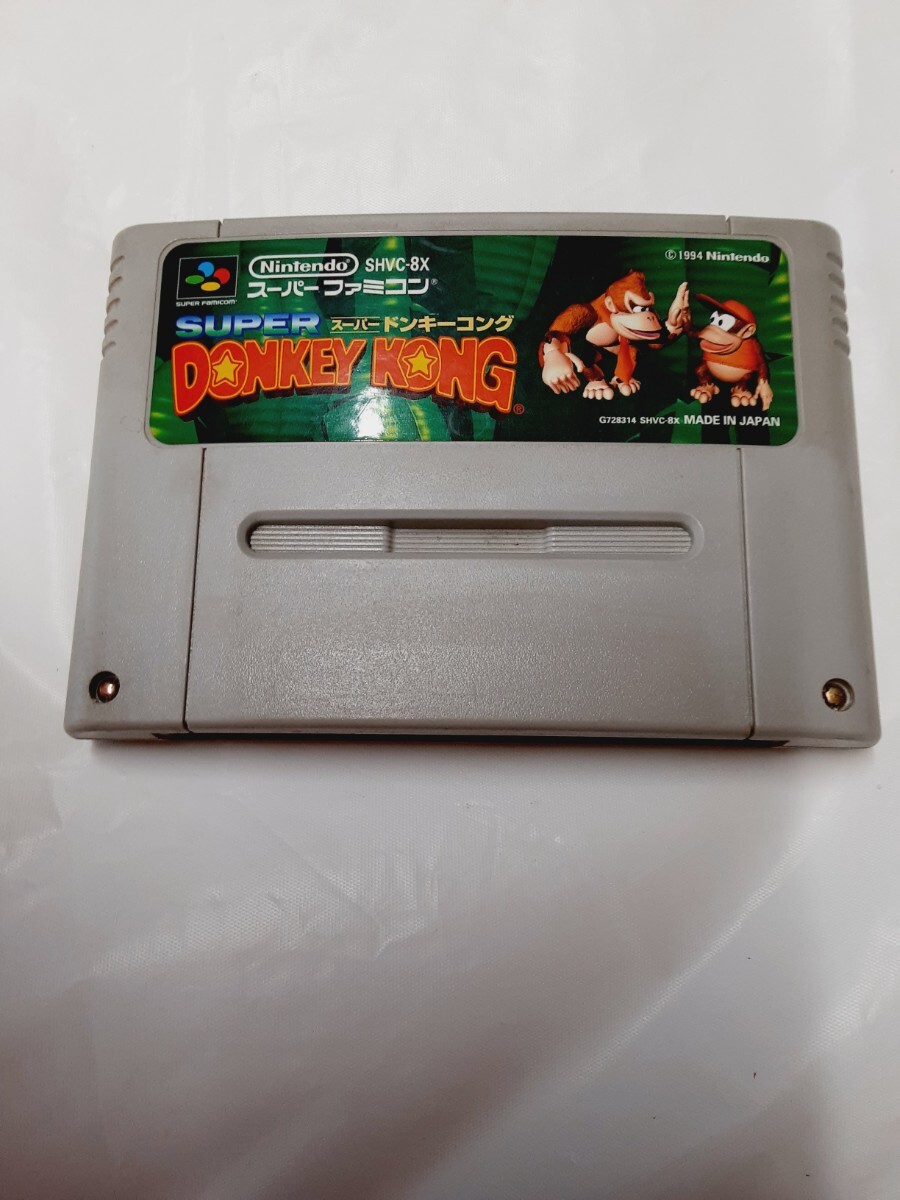 SUPER FAMICOM
Nintendo® SHVC-8X
スーパーファミコン®
© 1994 Nintendo
SUPER スーパードンキーコング
DONKEY KONG®
G728314 SHVC-8X MADE IN JAPAN